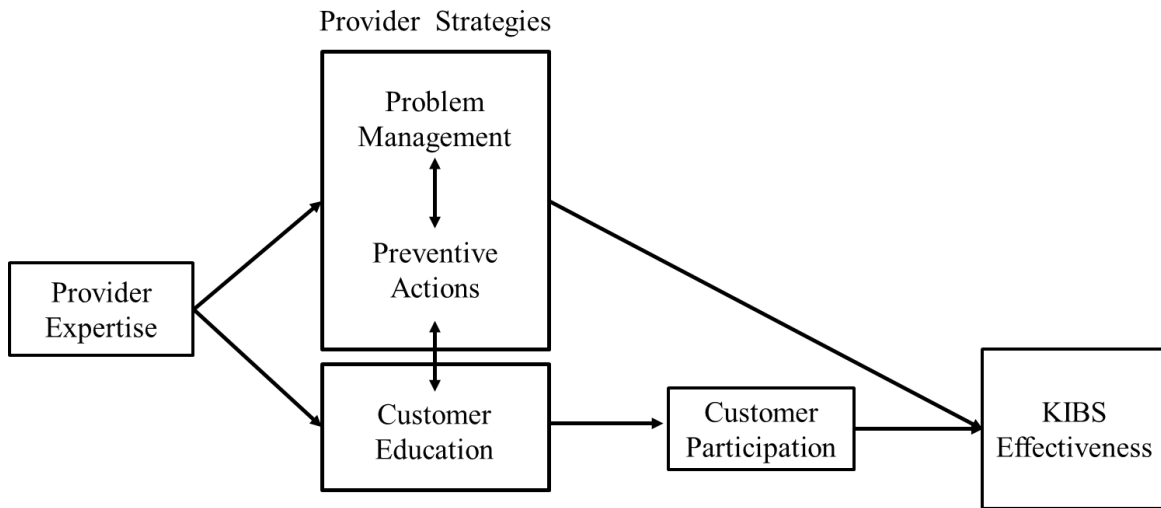 Provider Strategies
Problem
Management
Preventive
Actions
Provider
Expertise
Customer
Education
Customer
Participation
KIBS
Effectiveness